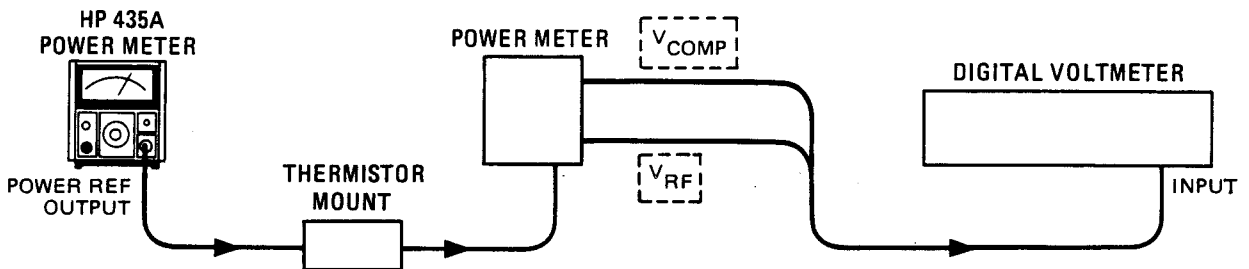 HP 435A
POWER METER
POWER REF
OUTPUT
THERMISTOR
MOUNT
POWER METER
VCOMP
VRF
DIGITAL VOLTMETER
INPUT